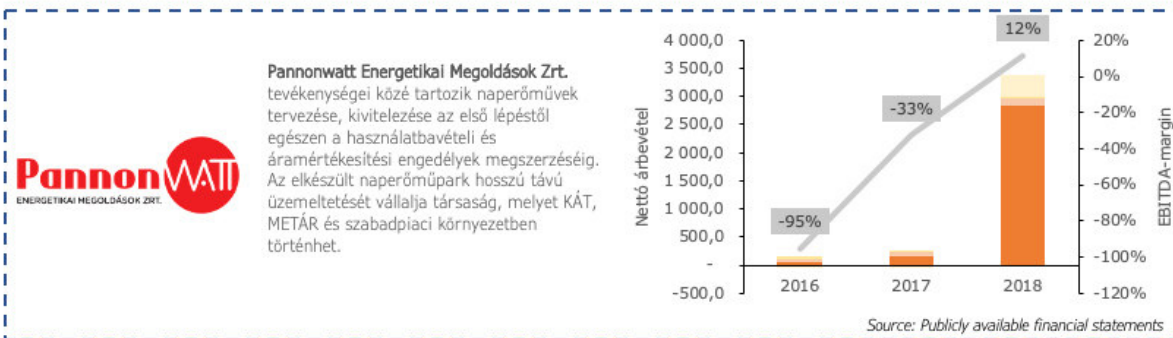 PannonWATT
ENERGETIKAI MEGOLDÁSOK ZRT.
Pannonwatt Energetikai Megoldások Zrt.
tevékenységei közé tartozik naperőművek
tervezése, kivitelezése az első lépéstől
egészen a használatbavételi és
áramértékesítési engedélyek megszerzéséig.
Az elkészült naperőműpark hosszú távú
üzemeltetését vállalja társaság, melyet KÁT,
METÁR és szabadpiaci környezetben
történhet.
Nettó árbevétel
4 000,0
3 500,0
3 000,0
2 500,0
2 000,0
1 500,0
1 000,0
500,0
-
-500,0
-95%
-33%
12%
2016
2017
2018
20%
0%
-20%
-40%
-60%
-80%
-100%
-120%
EBITDA-margin
Source: Publicly available financial statements